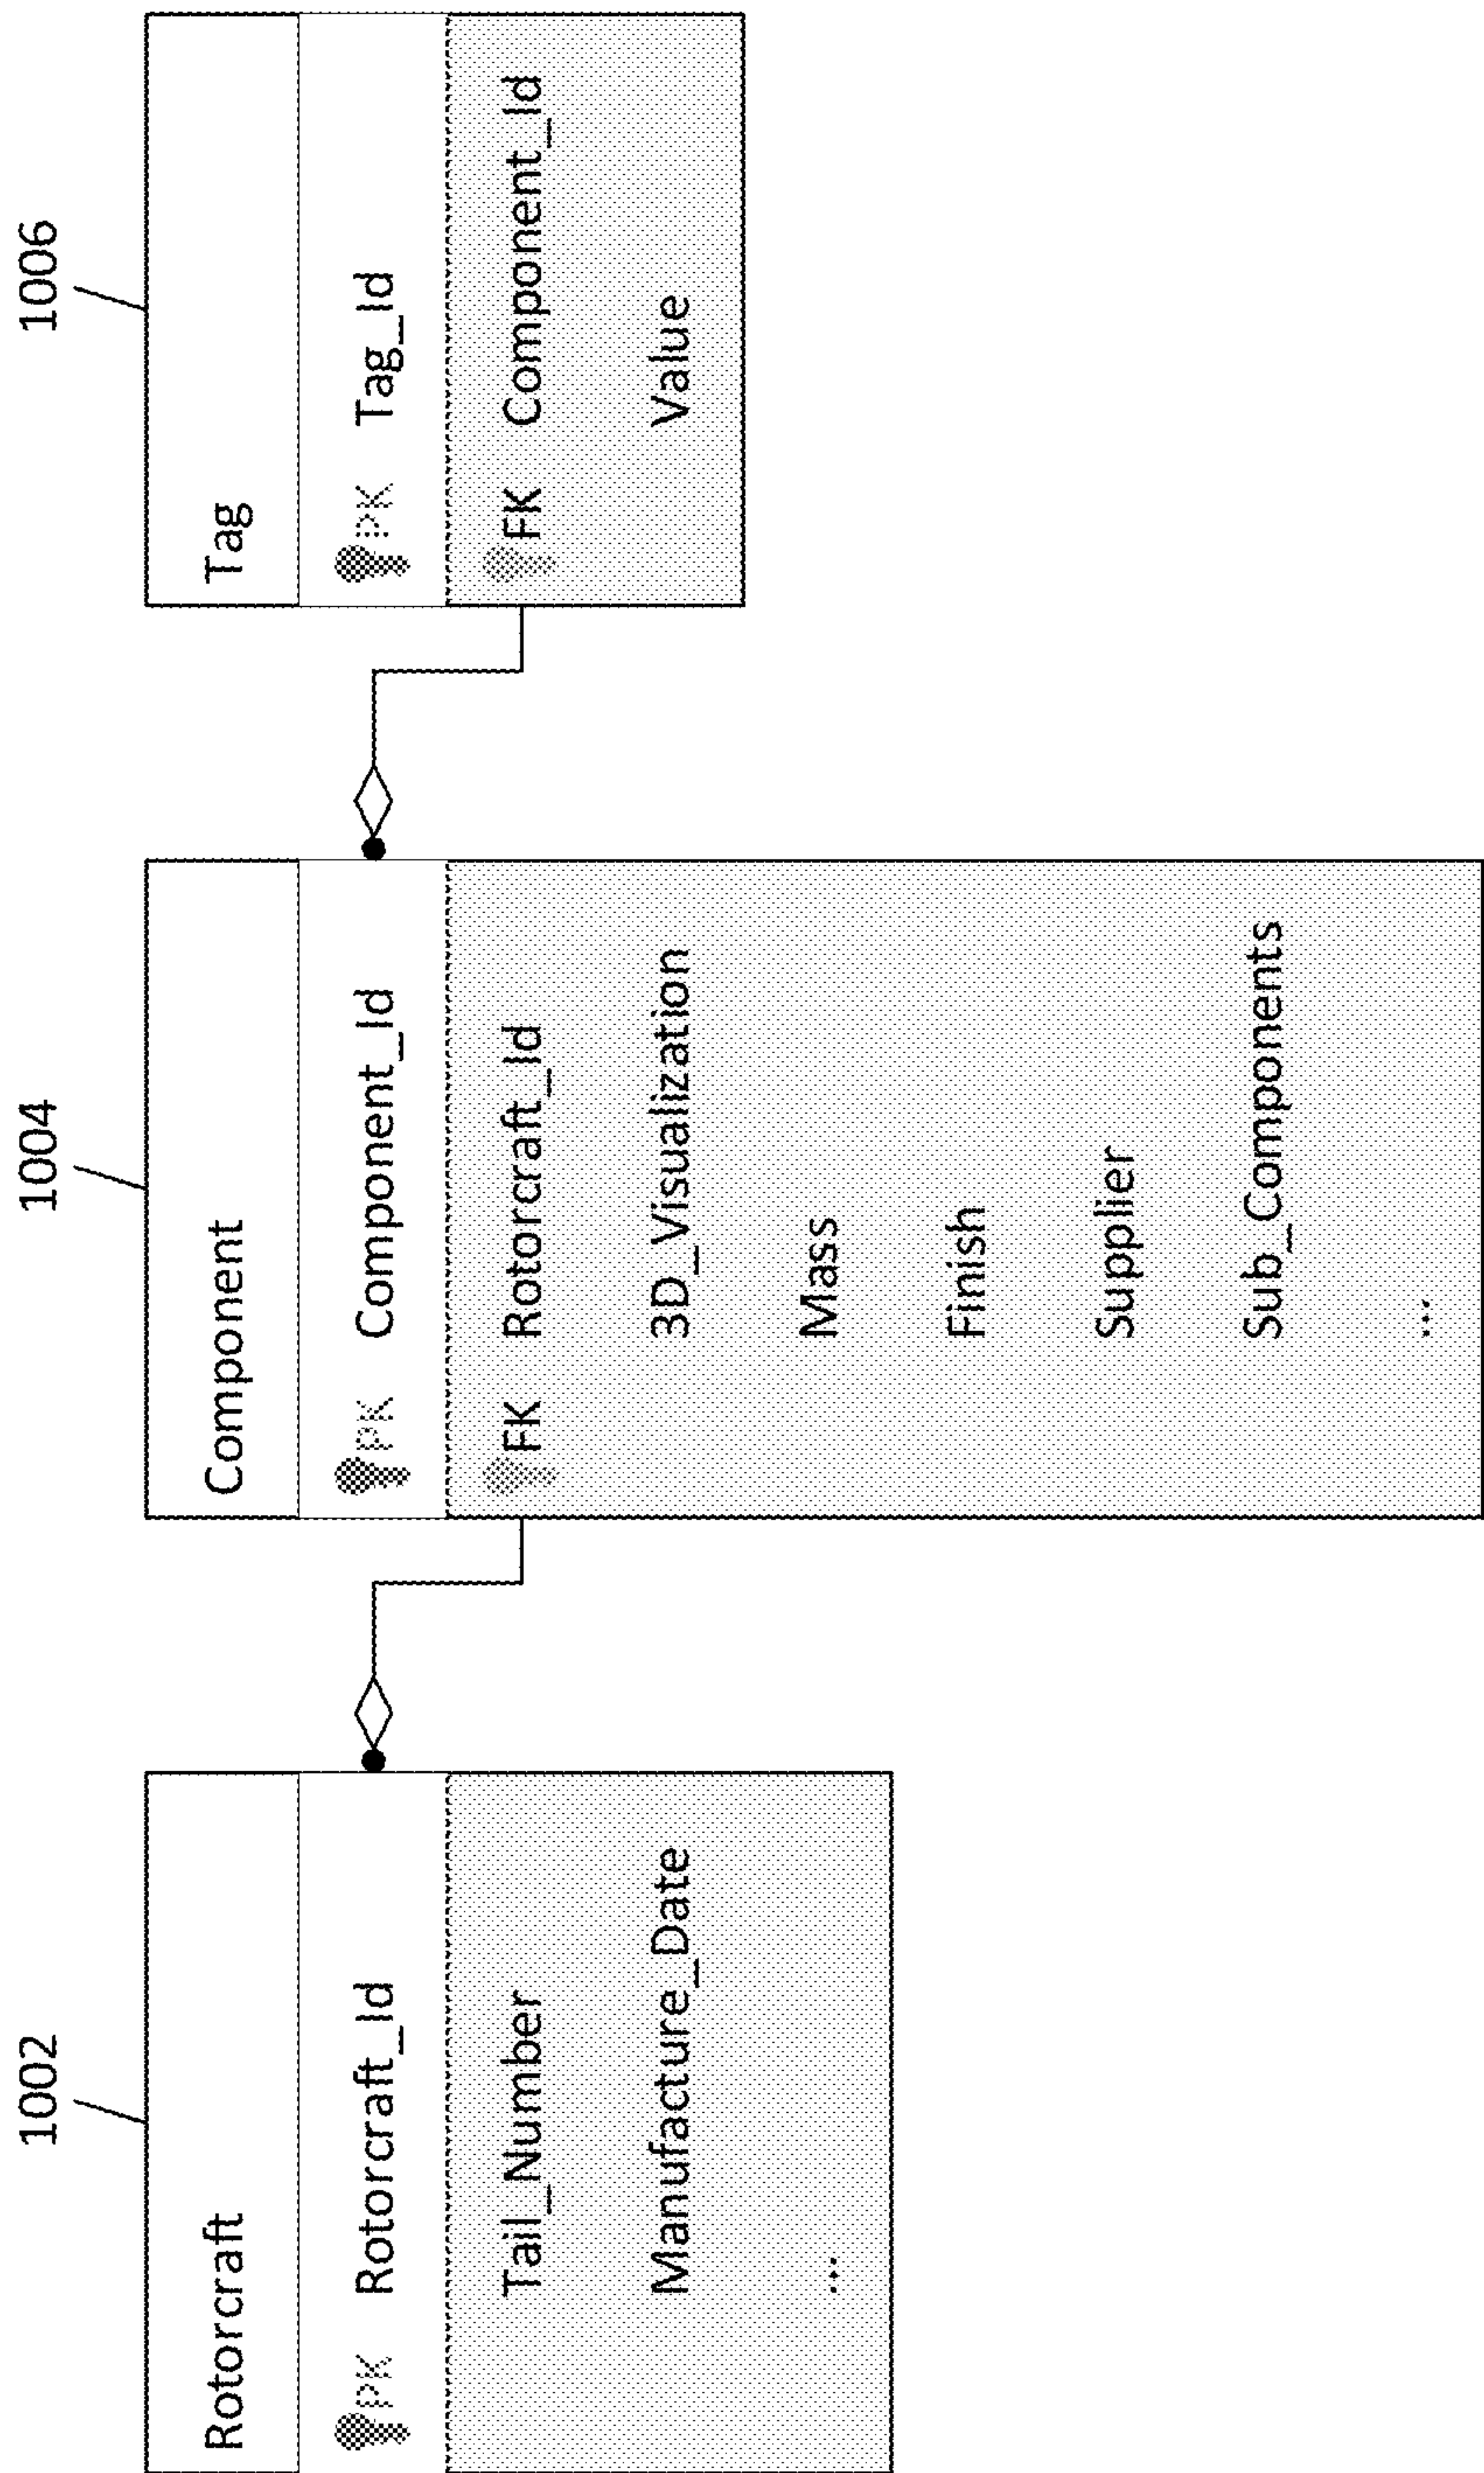 1002
Rotorcraft
PK Rotorcraft_Id
Tail_Number
Manufacture_Date
...
1004
Component
PK Component_Id
FK Rotorcraft_Id
3D_Visualization
Mass
Finish
Supplier
Sub_Components
...
1006
Tag
PK Tag_Id
FK Component_Id
Value